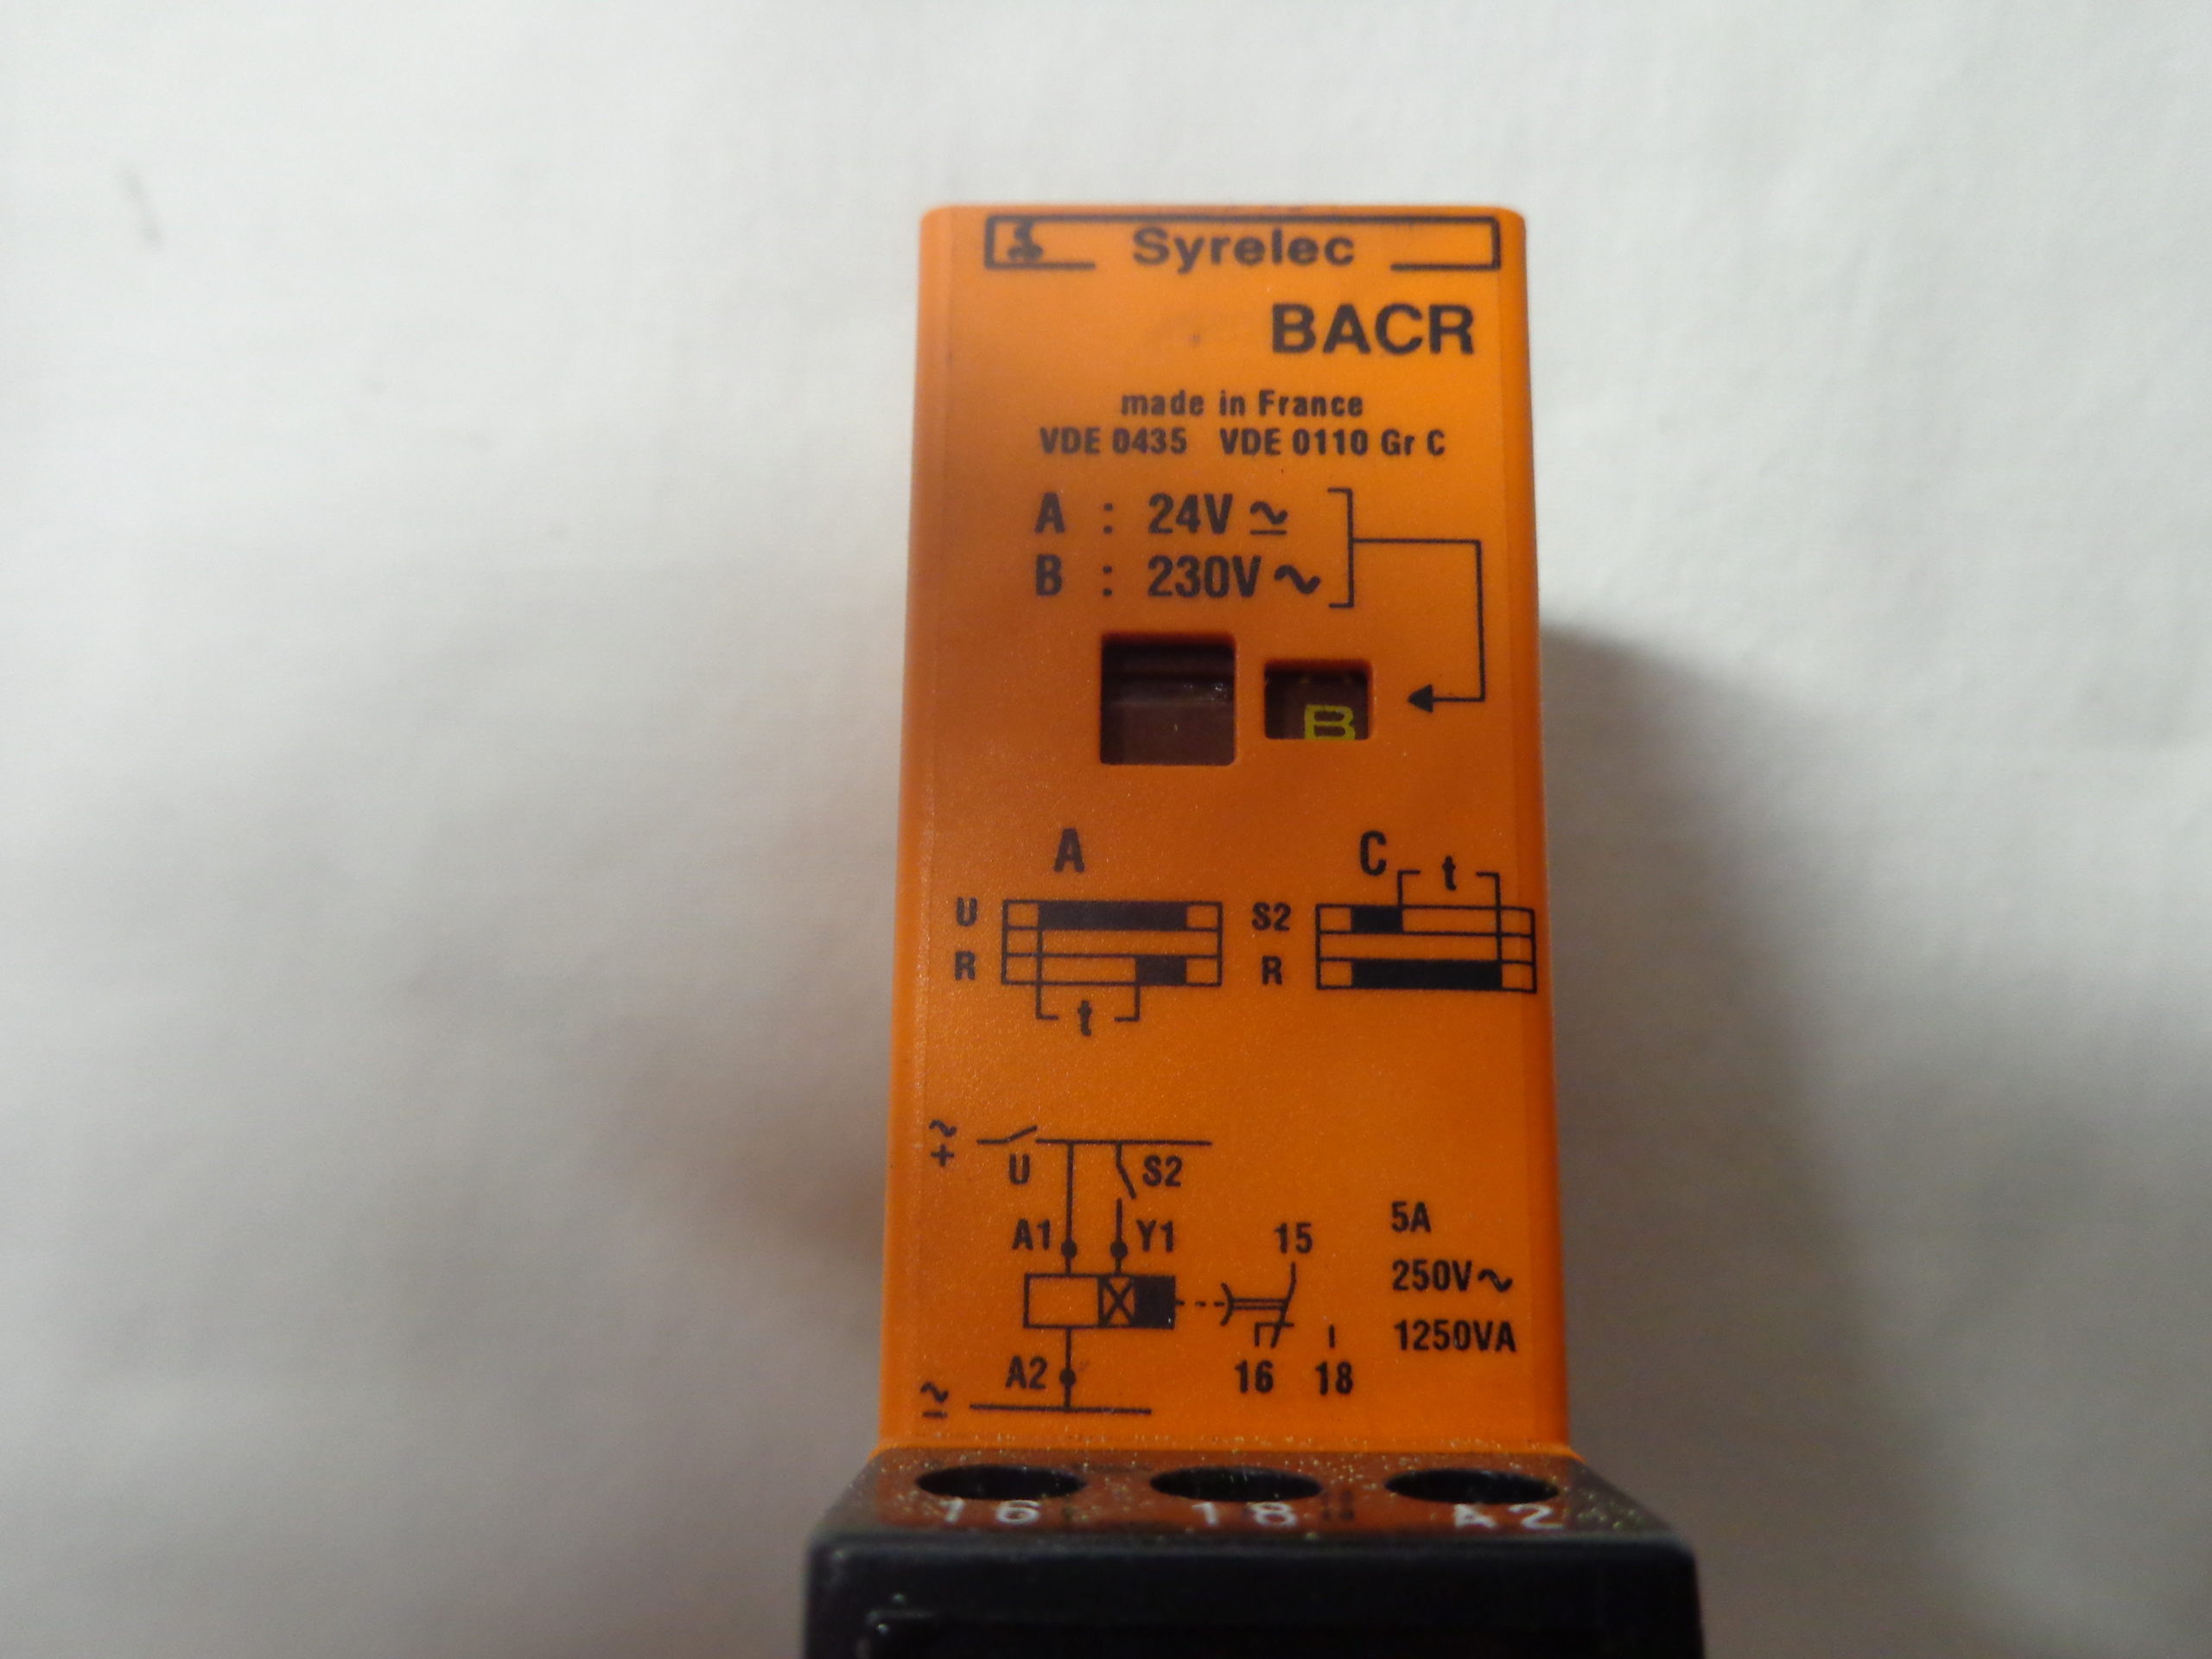 Syrelec
BACR
made in France
VDE 0435 VDE 0110 Gr C
A : 24V ⎓~
B : 230V ~
B
A
C
t
U
S2
R
R
t
~
+
U
S2
A1
Y1
15
5A
250V~
1250VA
A2
16
18
~
−
16 18 A2